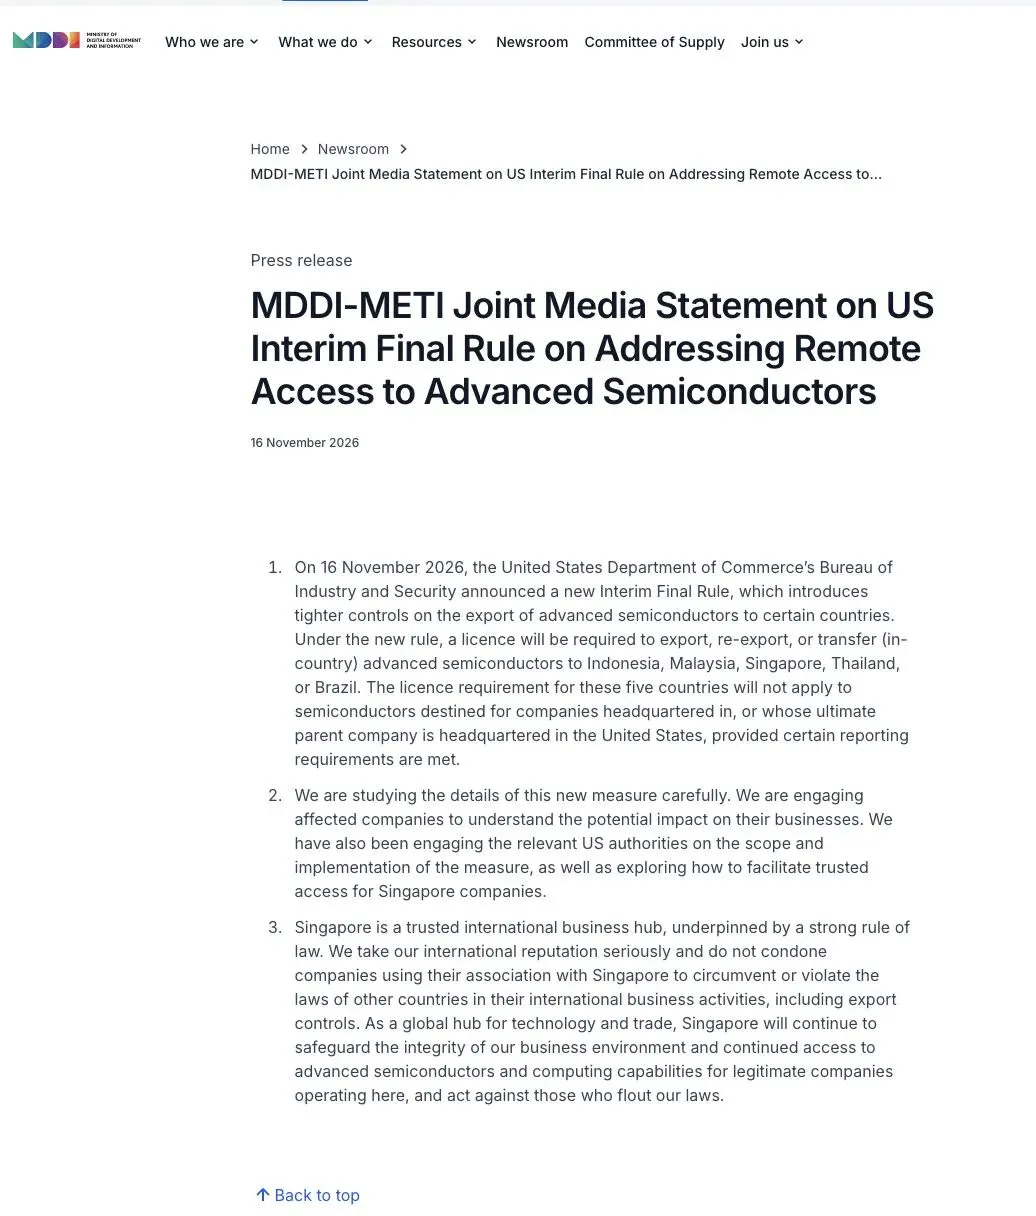 MINISTRY OF
DIGITAL DEVELOPMENT
AND INFORMATION
MDDI
Who we are
What we do
Resources
Newsroom
Committee of Supply
Join us
Home
Newsroom
MDDI-METI Joint Media Statement on US Interim Final Rule on Addressing Remote Access to...
Press release
MDDI-METI Joint Media Statement on US
Interim Final Rule on Addressing Remote
Access to Advanced Semiconductors
16 November 2026
1. On 16 November 2026, the United States Department of Commerce’s Bureau of
Industry and Security announced a new Interim Final Rule, which introduces
tighter controls on the export of advanced semiconductors to certain countries.
Under the new rule, a licence will be required to export, re-export, or transfer (in-
country) advanced semiconductors to Indonesia, Malaysia, Singapore, Thailand,
or Brazil. The licence requirement for these five countries will not apply to
semiconductors destined for companies headquartered in, or whose ultimate
parent company is headquartered in the United States, provided certain reporting
requirements are met.
2. We are studying the details of this new measure carefully. We are engaging
affected companies to understand the potential impact on their businesses. We
have also been engaging the relevant US authorities on the scope and
implementation of the measure, as well as exploring how to facilitate trusted
access for Singapore companies.
3. Singapore is a trusted international business hub, underpinned by a strong rule of
law. We take our international reputation seriously and do not condone
companies using their association with Singapore to circumvent or violate the
laws of other countries in their international business activities, including export
controls. As a global hub for technology and trade, Singapore will continue to
safeguard the integrity of our business environment and continued access to
advanced semiconductors and computing capabilities for legitimate companies
operating here, and act against those who flout our laws.
Back to top